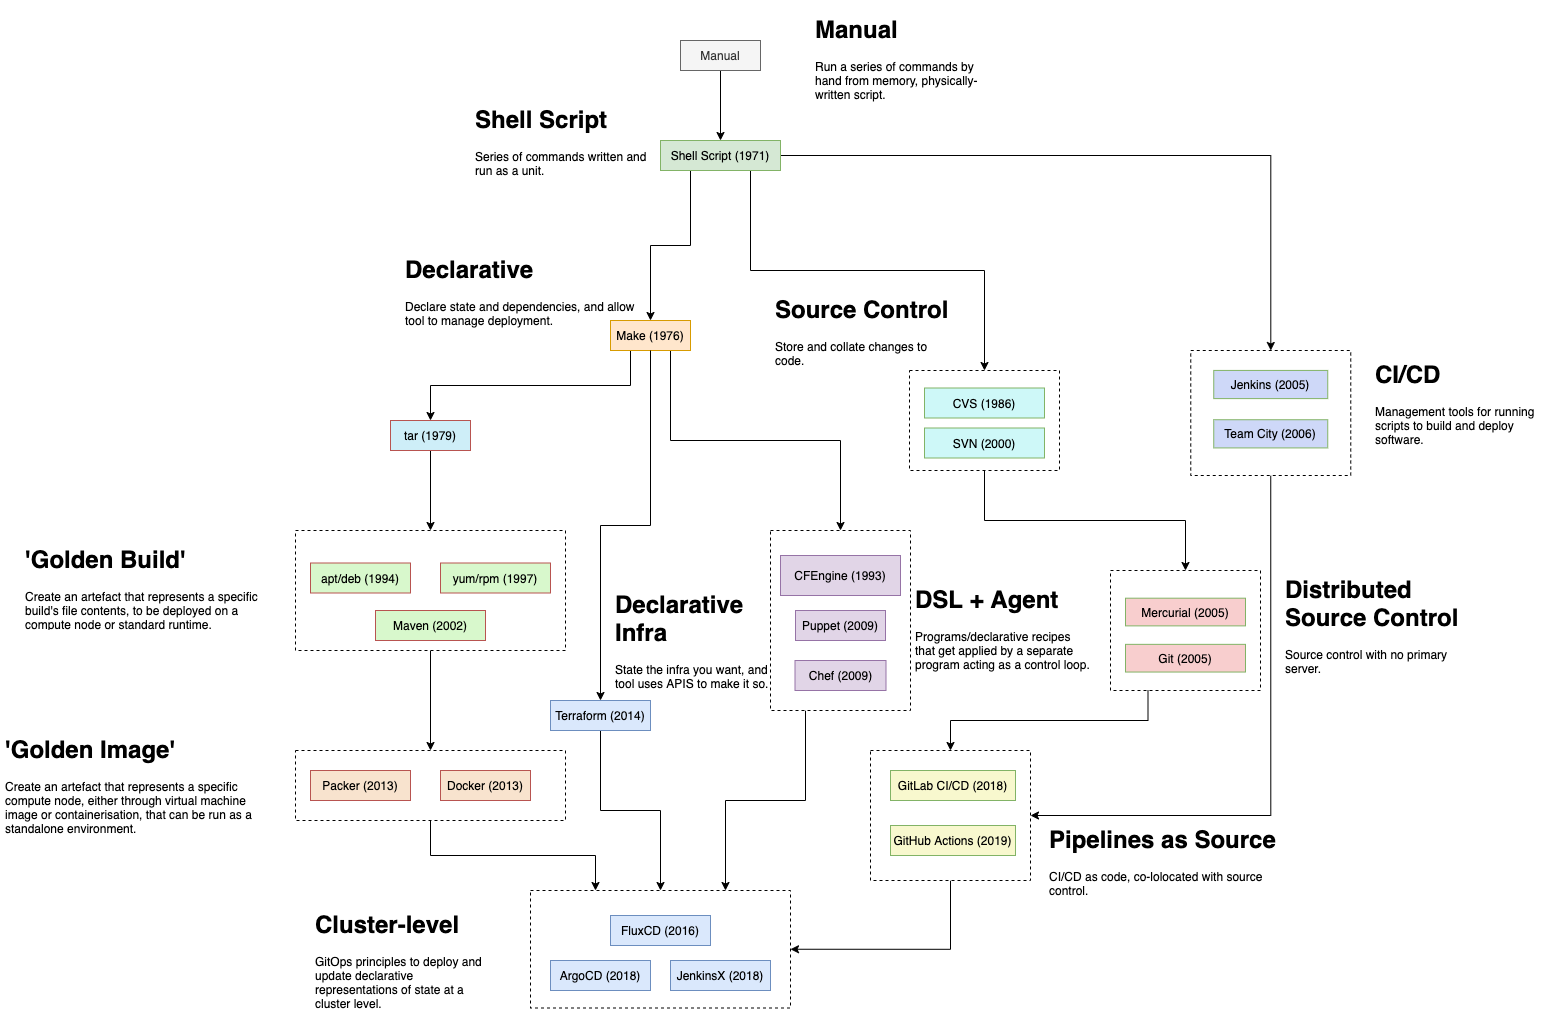 Manual
Manual
Run a series of commands by
hand from memory, physically-
written script.
Shell Script
Series of commands written and
run as a unit.
Shell Script (1971)
Declarative
Declare state and dependencies, and allow
tool to manage deployment.
Make (1976)
Source Control
Store and collate changes to
code.
CVS (1986)
SVN (2000)
Jenkins (2005)
Team City (2006)
CI/CD
Management tools for running
scripts to build and deploy
software.
tar (1979)
'Golden Build'
Create an artefact that represents a specific
build's file contents, to be deployed on a
compute node or standard runtime.
apt/deb (1994)
yum/rpm (1997)
Maven (2002)
Declarative
Infra
State the infra you want, and
tool uses APIS to make it so.
Terraform (2014)
CFEngine (1993)
Puppet (2009)
Chef (2009)
DSL + Agent
Programs/declarative recipes
that get applied by a separate
program acting as a control loop.
Mercurial (2005)
Git (2005)
Distributed
Source Control
Source control with no primary
server.
'Golden Image'
Create an artefact that represents a specific
compute node, either through virtual machine
image or containerisation, that can be run as a
standalone environment.
Packer (2013)
Docker (2013)
GitLab CI/CD (2018)
GitHub Actions (2019)
Pipelines as Source
CI/CD as code, co-lolocated with source
control.
Cluster-level
GitOps principles to deploy and
update declarative
representations of state at a
cluster level.
FluxCD (2016)
ArgoCD (2018)
JenkinsX (2018)